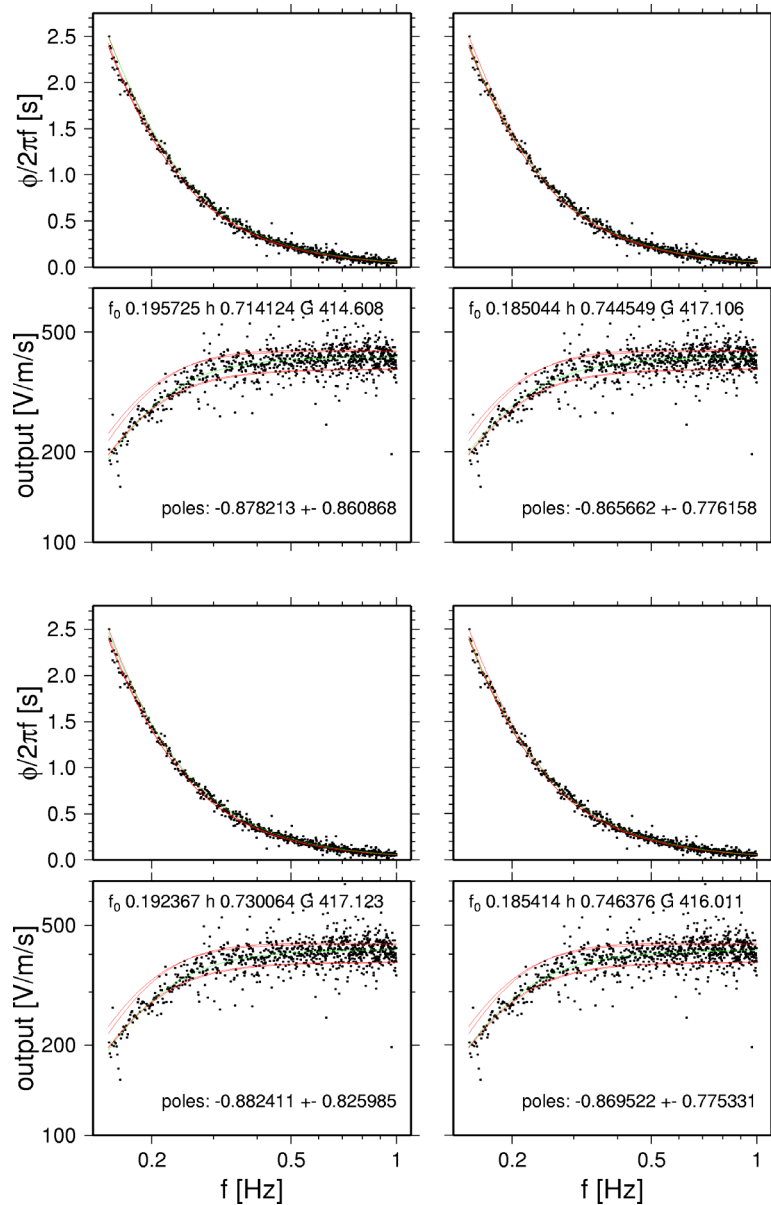 2.5
2.0
1.5
1.0
0.5
0.0
ϕ/2πf [s]
f0 0.195725 h 0.714124 G 414.608
f0 0.185044 h 0.744549 G 417.106
500
200
100
output [V/m/s]
poles: -0.878213 +- 0.860868
poles: -0.865662 +- 0.776158
2.5
2.0
1.5
1.0
0.5
0.0
ϕ/2πf [s]
f0 0.192367 h 0.730064 G 417.123
f0 0.185414 h 0.746376 G 416.011
500
200
100
output [V/m/s]
poles: -0.882411 +- 0.825985
poles: -0.869522 +- 0.775331
0.2 0.5 1
0.2 0.5 1
f [Hz]
f [Hz]